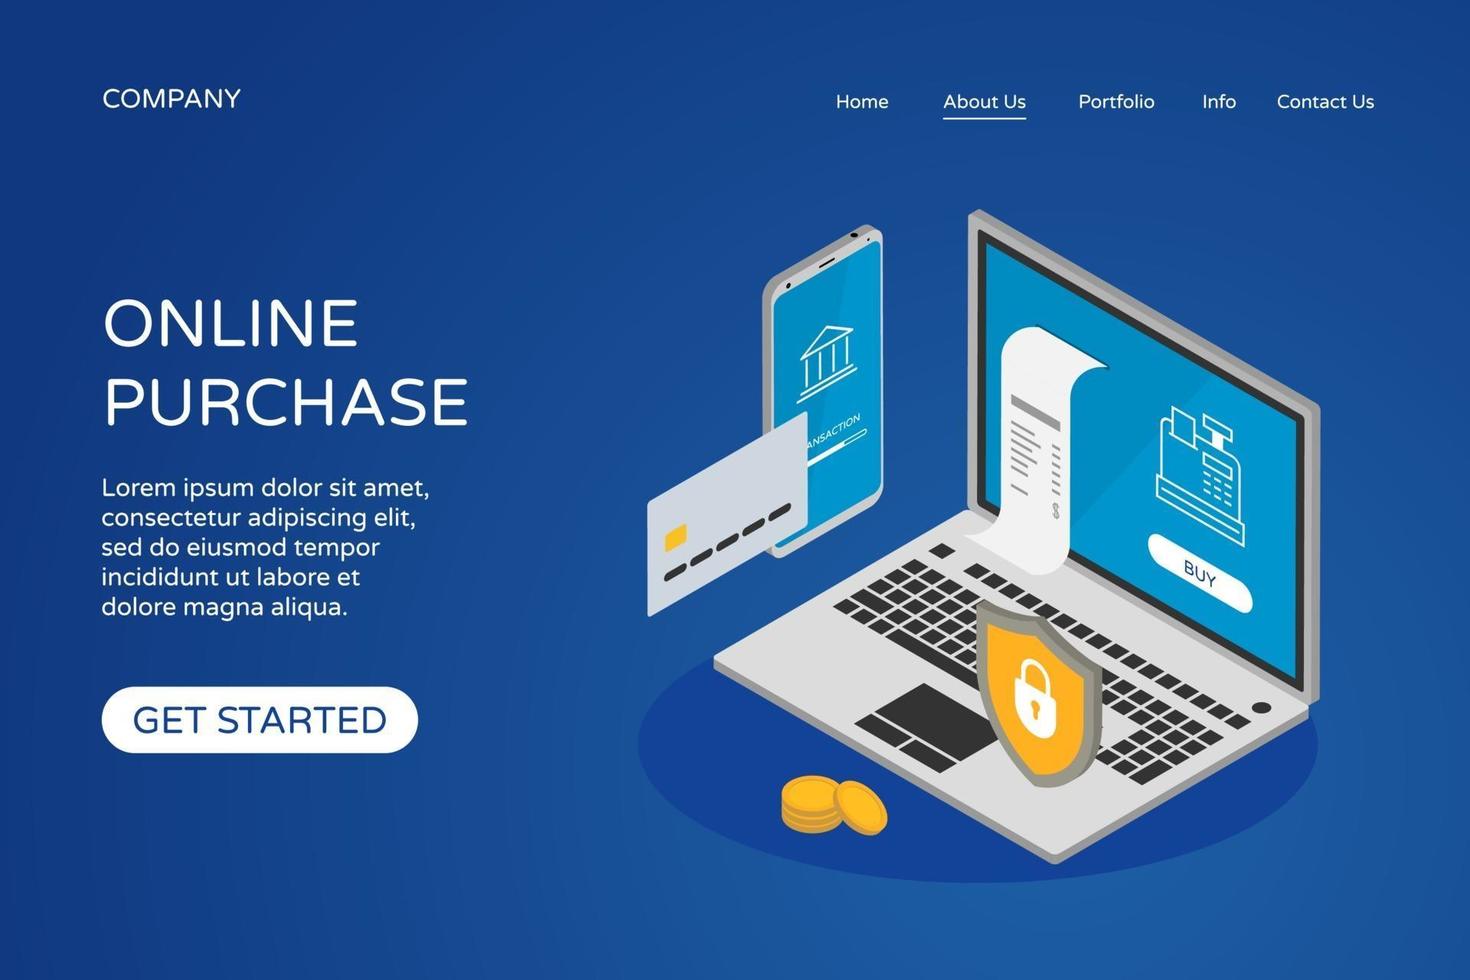 COMPANY
Home About Us Portfolio Info Contact Us
ONLINE
PURCHASE
Lorem ipsum dolor sit amet,
consectetur adipiscing elit,
sed do eiusmod tempor
incididunt ut labore et
dolore magna aliqua.
GET STARTED
ANSACTION
$
BUY